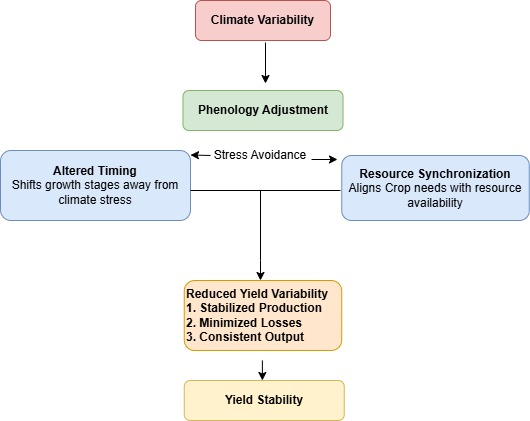 Climate Variability
Phenology Adjustment
Stress Avoidance
Altered Timing
Shifts growth stages away from
climate stress
Resource Synchronization
Aligns Crop needs with resource
availability
Reduced Yield Variability
1. Stabilized Production
2. Minimized Losses
3. Consistent Output
Yield Stability